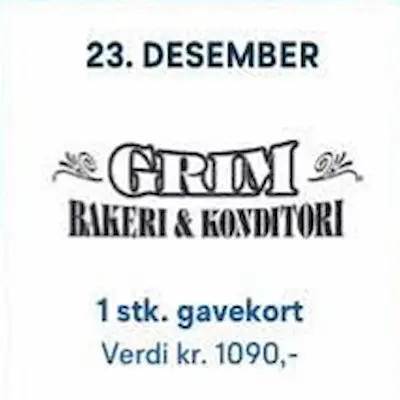 23. DESEMBER
GRIM
BAKERI & KONDITORI
1 stk. gavekort
Verdi kr. 1090,-